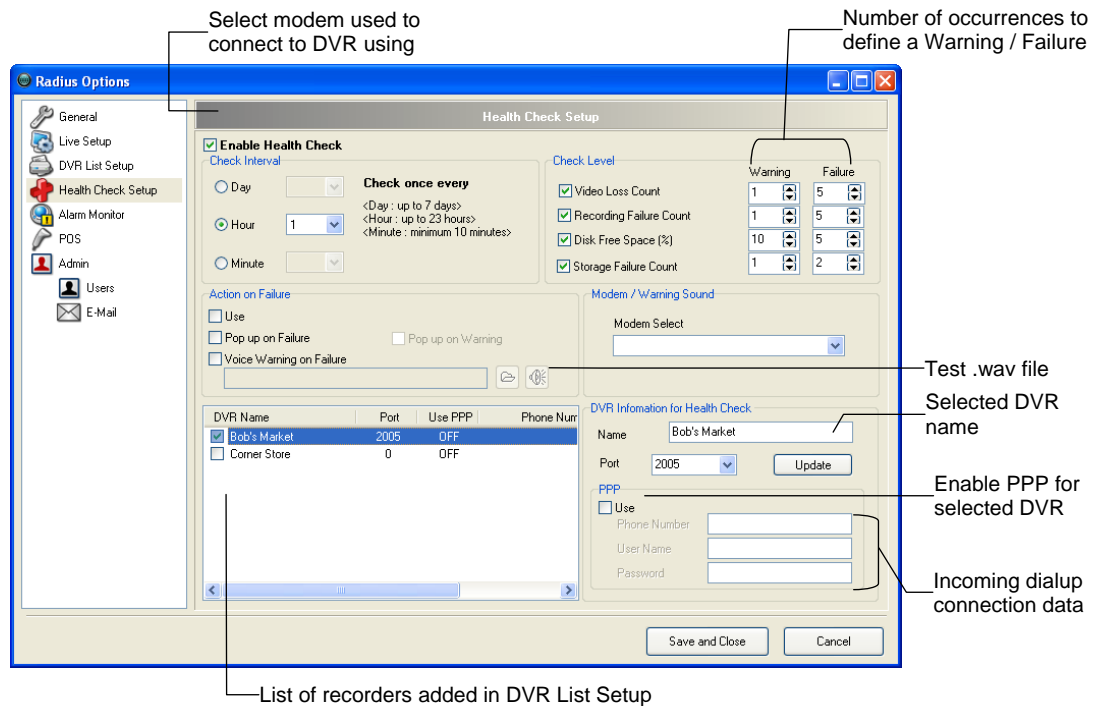 Select modem used to
connect to DVR using
Number of occurrences to
define a Warning / Failure
Radius Options
General
Live Setup
DVR List Setup
Health Check Setup
Alarm Monitor
POS
Admin
Users
E-Mail
Health Check Setup
Enable Health Check
Check Interval
Day
Hour
1
Minute
Check once every
<Day : up to 7 days>
<Hour : up to 23 hours>
<Minute : minimum 10 minutes>
Check Level
Warning Failure
Video Loss Count 1 5
Recording Failure Count 1 5
Disk Free Space (%) 10 5
Storage Failure Count 1 2
Action on Failure
Use
Pop up on Failure Pop up on Warning
Voice Warning on Failure
Modem / Warning Sound
Modem Select
Test .wav file
DVR Name Port Use PPP Phone Num
Bob's Market 2005 OFF
Corner Store 0 OFF
DVR Infomation for Health Check
Name Bob's Market
Port 2005 Update
PPP
Use
Phone Number
User Name
Password
Selected DVR
name
Enable PPP for
selected DVR
Incoming dialup
connection data
Save and Close Cancel
List of recorders added in DVR List Setup